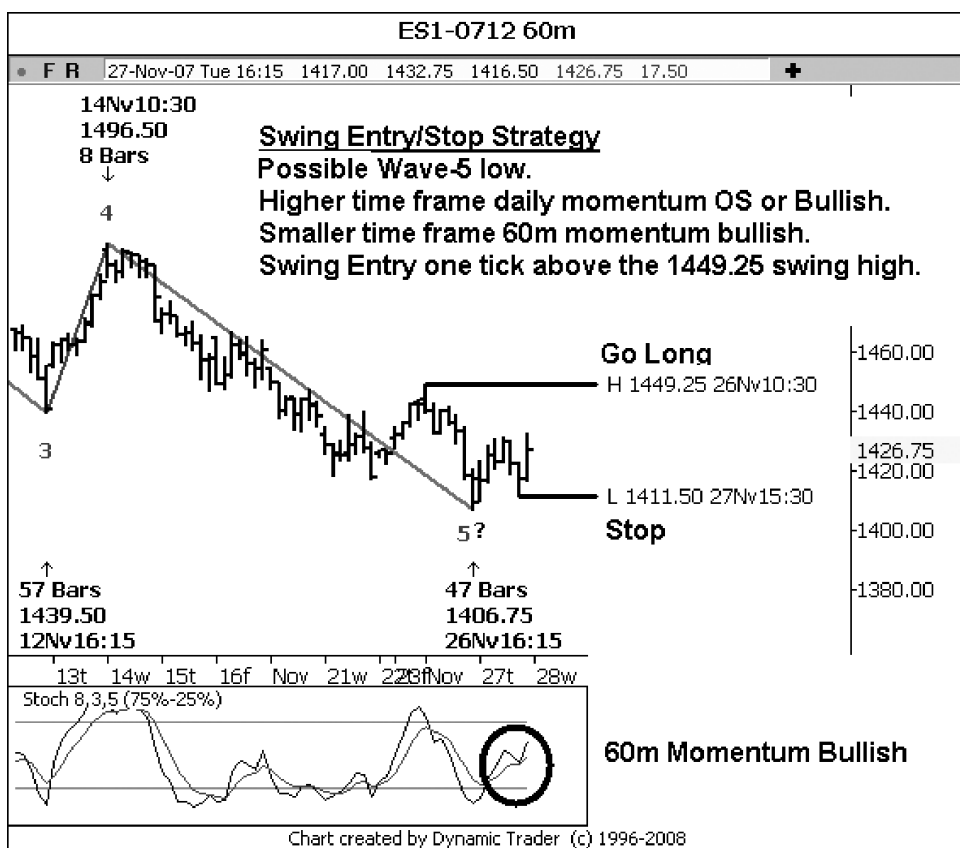 ES1-0712 60m
F R 27-Nov-07 Tue 16:15 1417.00 1432.75 1416.50 1426.75 17.50
14Nv10:30
1496.50
8 Bars
4
Swing Entry/Stop Strategy
Possible Wave-5 low.
Higher time frame daily momentum OS or Bullish.
Smaller time frame 60m momentum bullish.
Swing Entry one tick above the 1449.25 swing high.
Go Long
H 1449.25 26Nv10:30
L 1411.50 27Nv15:30
Stop
1460.00
1440.00
1426.75
1420.00
1400.00
1380.00
3
5?
57 Bars
1439.50
12Nv16:15
47 Bars
1406.75
26Nv16:15
13t 14w 15t 16f Nov 21w Nov 27t 28w
Stoch 8,3,5 (75%-25%)
60m Momentum Bullish
Chart created by Dynamic Trader (c) 1996-2008